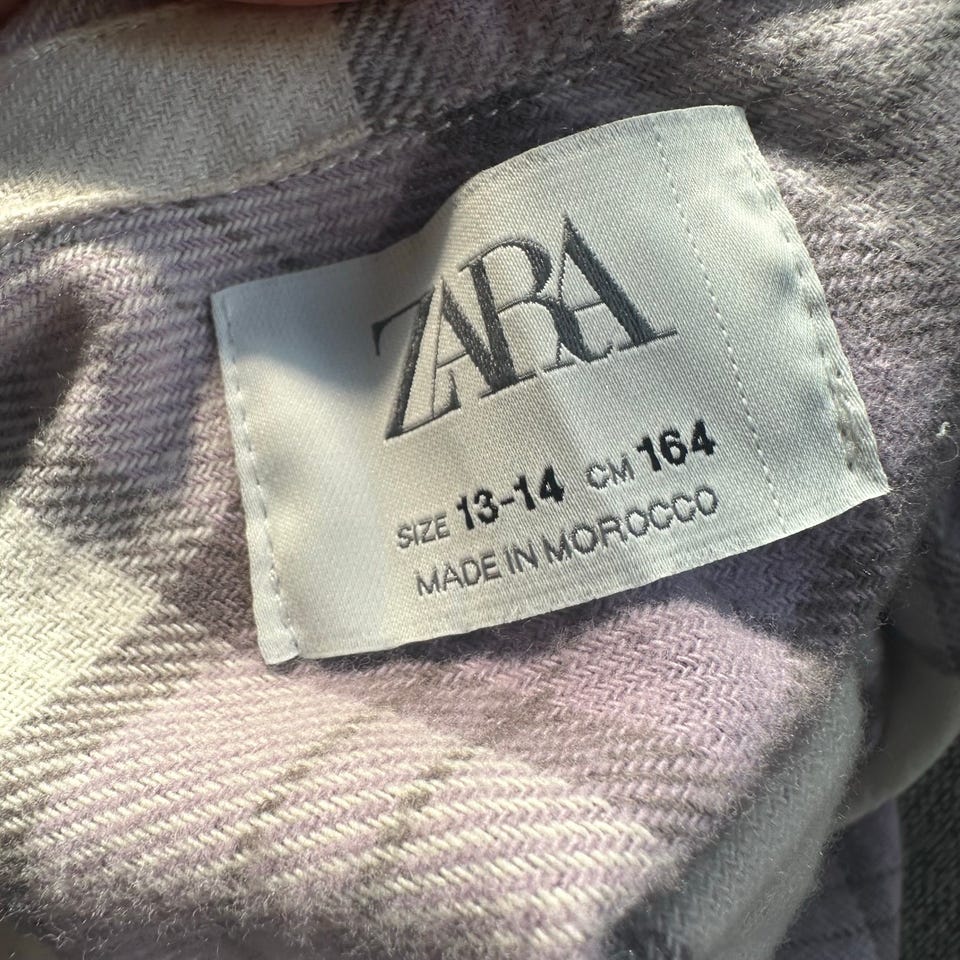 ZARA
SIZE 13-14 CM 164
MADE IN MOROCCO